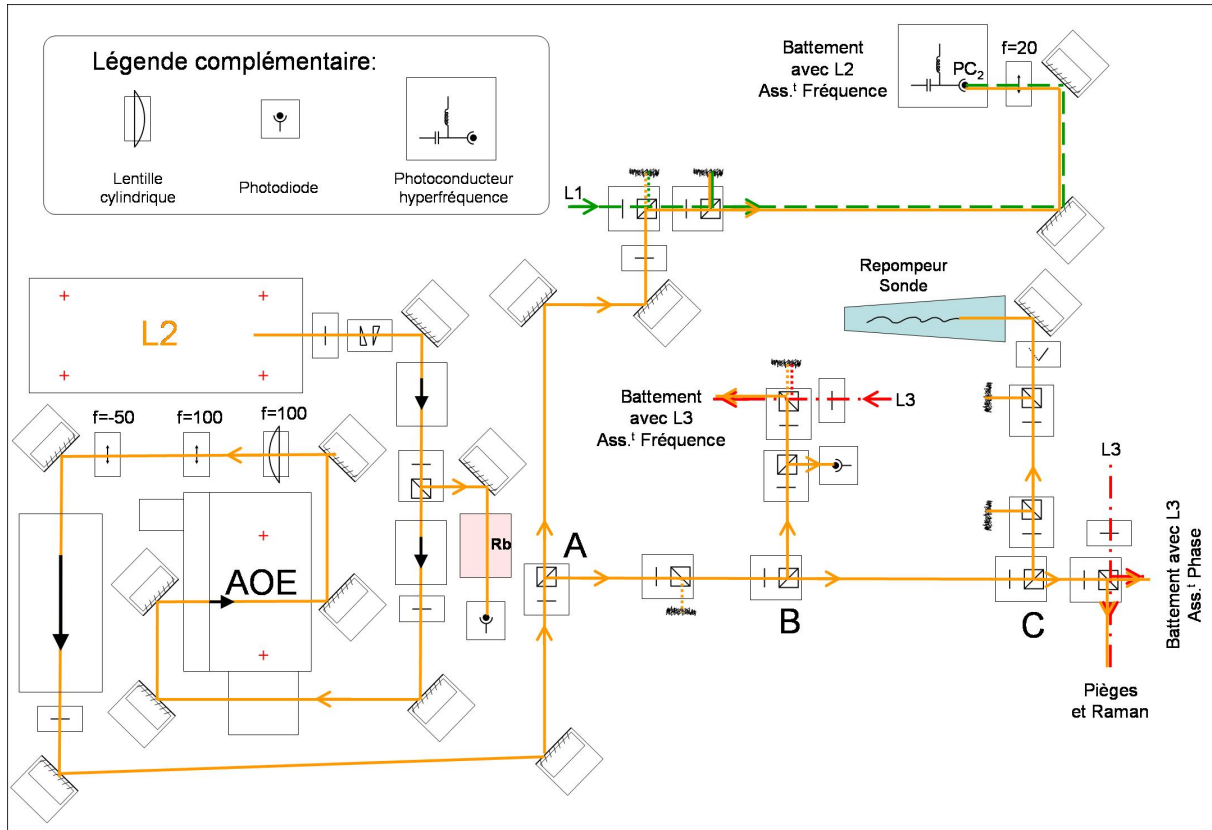 Légende complémentaire:
Lentille
cylindrique
Photodiode
Photoconducteur
hyperfréquence
Battement
avec L2
Ass.t Fréquence
PC2
f=20
L1
Repompeur
Sonde
L2
f=-50
f=100
f=100
Battement
avec L3
Ass.t Fréquence
L3
L3
Rb
A
AOE
B
C
Battement avec L3
Ass.t Phase
Pièges
et Raman